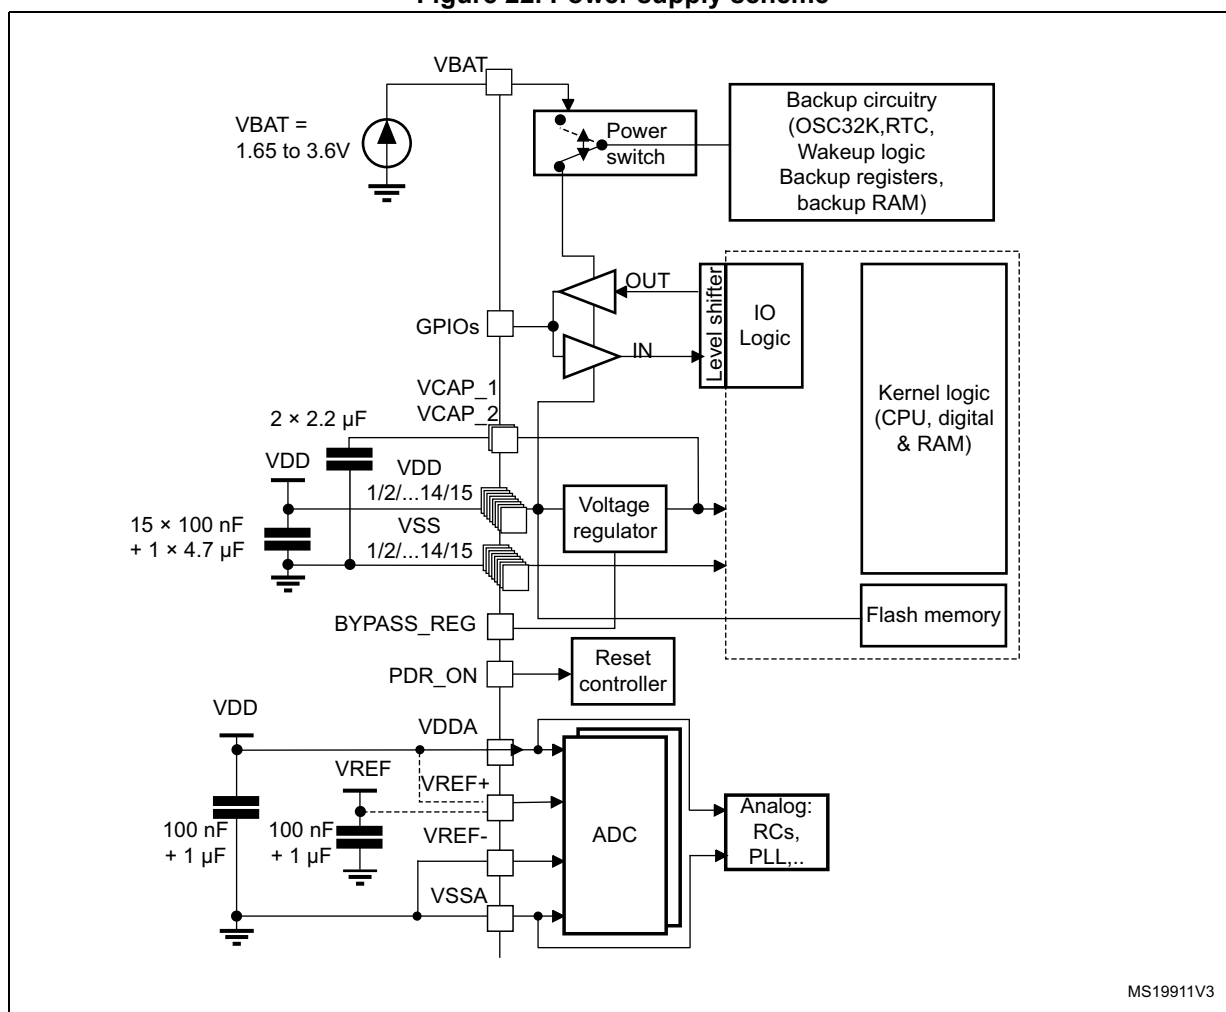 Figure 22. Power supply scheme
VBAT
VBAT =
1.65 to 3.6V
Power
switch
Backup circuitry
(OSC32K,RTC,
Wakeup logic
Backup registers,
backup RAM)
OUT
Level shifter
IO
Logic
GPIOs
IN
Kernel logic
(CPU, digital
& RAM)
VCAP_1
VCAP_2
2 × 2.2 μF
VDD
VDD
1/2/...14/15
Voltage
regulator
15 × 100 nF
+ 1 × 4.7 μF
VSS
1/2/...14/15
Flash memory
BYPASS_REG
PDR_ON
Reset
controller
VDD
VDDA
VREF
VREF+
100 nF
+ 1 μF
100 nF
+ 1 μF
VREF-
ADC
Analog:
RCs,
PLL,..
VSSA
MS19911V3